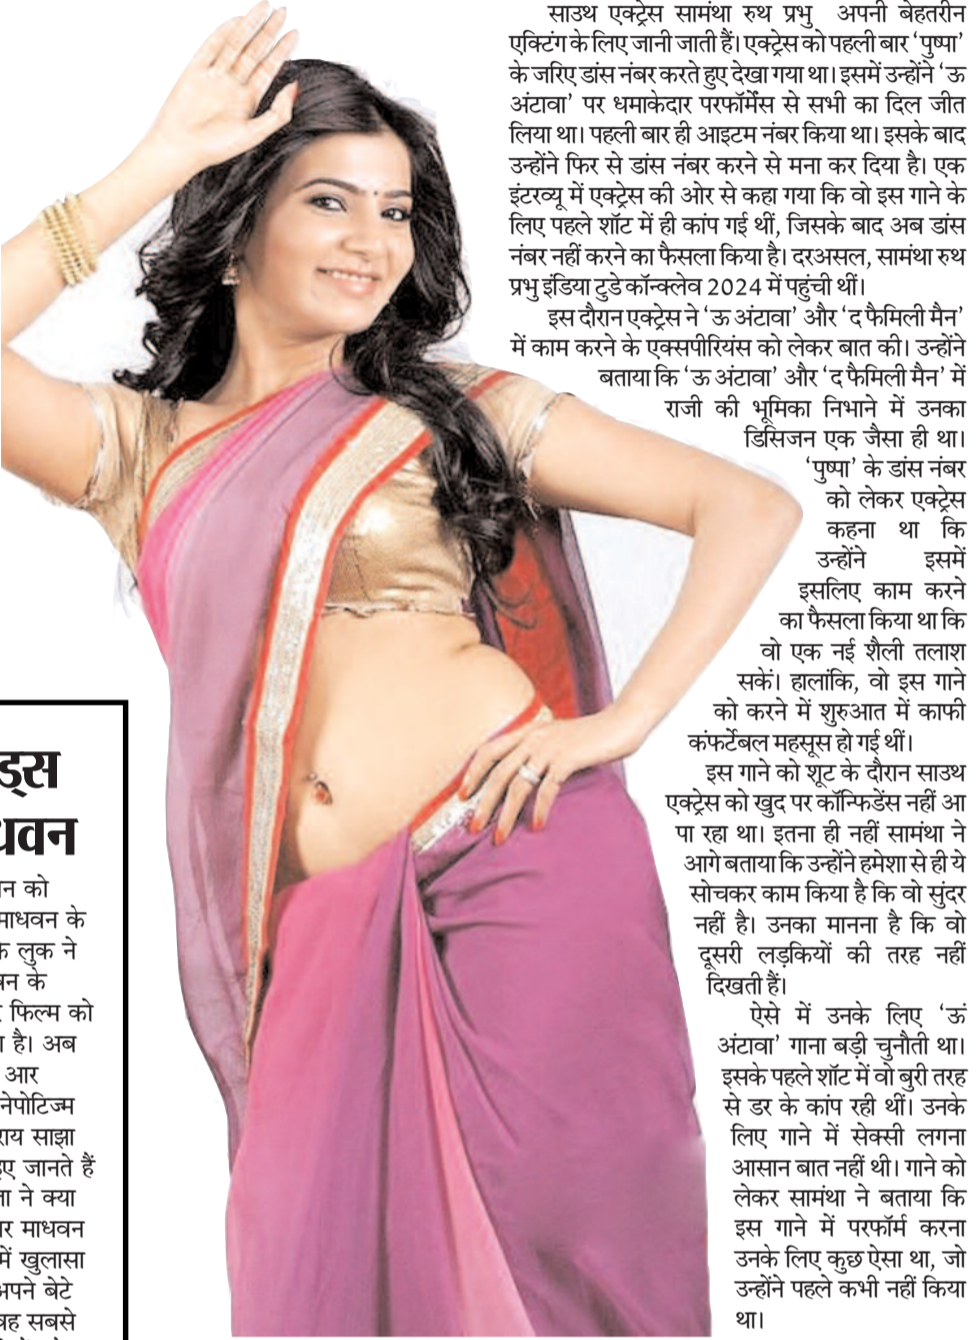 साउथ एक्ट्रेस सामंथा रुथ प्रभु अपनी बेहतरीन
एक्टिंग के लिए जानी जाती हैं। एक्ट्रेस को पहली बार ‘पुष्पा’
के जरिए डांस नंबर करते हुए देखा गया था। इसमें उन्होंने ‘ऊ
अंटावा’ पर धमाकेदार परफॉर्मेंस से सभी का दिल जीत
लिया था। पहली बार ही आइटम नंबर किया था। इसके बाद
उन्होंने फिर से डांस नंबर करने से मना कर दिया है। एक
इंटरव्यू में एक्ट्रेस की ओर से कहा गया कि वो इस गाने के
लिए पहले शॉट में ही कांप गई थीं, जिसके बाद अब डांस
नंबर नहीं करने का फैसला किया है। दरअसल, सामंथा रुथ
प्रभु इंडिया टुडे कॉन्क्लेव 2024 में पहुंची थीं।
इस दौरान एक्ट्रेस ने ‘ऊ अंटावा’ और ‘द फैमिली मैन’
में काम करने के एक्सपीरियंस को लेकर बात की। उन्होंने
बताया कि ‘ऊ अंटावा’ और ‘द फैमिली मैन’ में
राजी की भूमिका निभाने में उनका
डिसिजन एक जैसा ही था।
‘पुष्पा’ के डांस नंबर
को लेकर एक्ट्रेस
कहना था कि
उन्होंने इसमें
इसलिए काम करने
का फैसला किया था कि
वो एक नई शैली तलाश
सकें। हालांकि, वो इस गाने
को करने में शुरुआत में काफी
कंफर्टेबल महसूस हो गई थीं।
इस गाने को शूट के दौरान साउथ
एक्ट्रेस को खुद पर कॉन्फिडेंस नहीं आ
पा रहा था। इतना ही नहीं सामंथा ने
आगे बताया कि उन्होंने हमेशा से ही ये
सोचकर काम किया है कि वो सुंदर
नहीं है। उनका मानना है कि वो
दूसरी लड़कियों की तरह नहीं
दिखती हैं।
ऐसे में उनके लिए ‘ऊं
अंटावा’ गाना बड़ी चुनौती था।
इसके पहले शॉट में वो बुरी तरह
से डर के कांप रही थीं। उनके
लिए गाने में सेक्सी लगना
आसान बात नहीं थी। गाने को
लेकर सामंथा ने बताया कि
इस गाने में परफॉर्म करना
उनके लिए कुछ ऐसा था, जो
उन्होंने पहले कभी नहीं किया
था।
को
माधवन के
लुक ने
के
फिल्म को
है। अब
आर
नेपोटिज्म
राय साझा
जानते हैं
ने क्या
माधवन
में खुलासा
अपने बेटे
वह सबसे